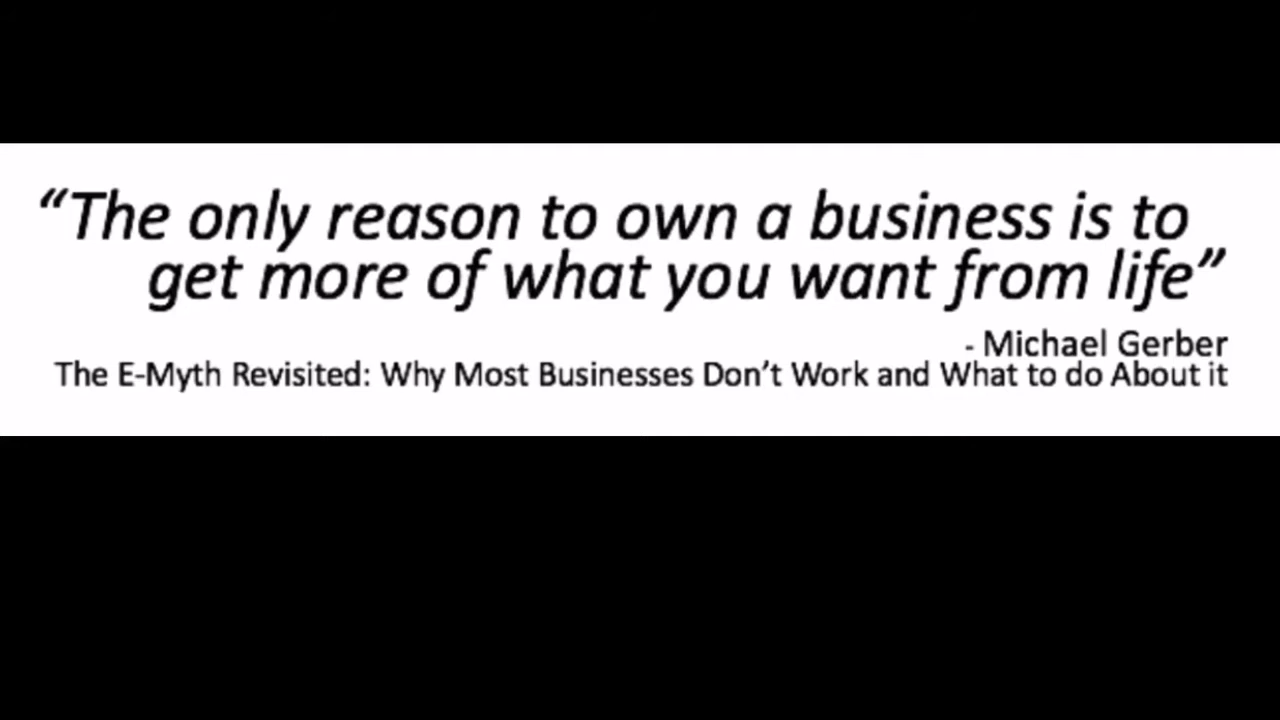 “The only reason to own a business is to
get more of what you want from life”
- Michael Gerber
The E-Myth Revisited: Why Most Businesses Don’t Work and What to do About it